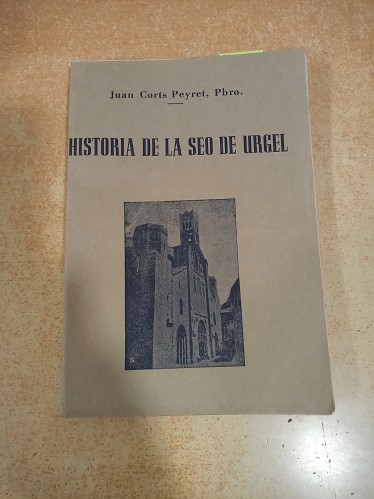 Juan Corts Peyret, Pbro.
HISTORIA DE LA SEO DE URGEL